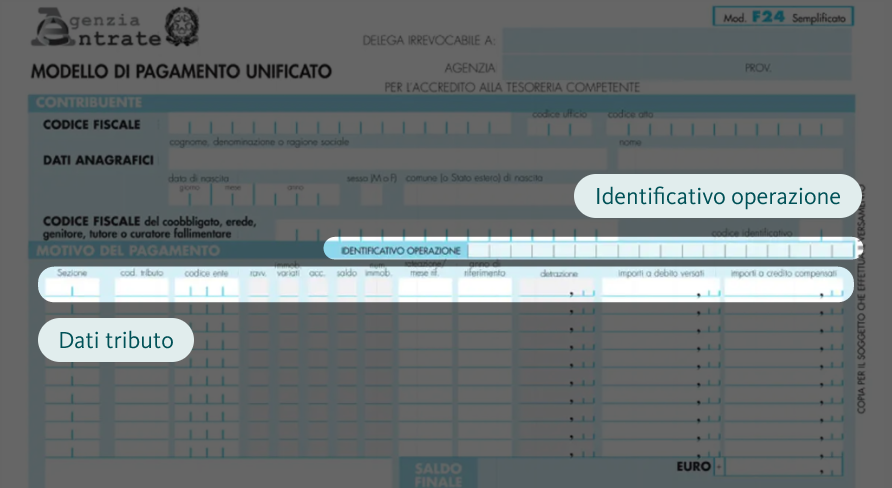 Agenzia
Entrate
Mod. F24 Semplificato
DELEGA IRREVOCABILE A:
AGENZIA
PROV.
MODELLO DI PAGAMENTO UNIFICATO
PER L'ACCREDITO ALLA TESORERIA COMPETENTE
CONTRIBUENTE
CODICE FISCALE
codice ufficio
codice atto
cognome, denominazione o ragione sociale
nome
DATI ANAGRAFICI
data di nascita
sesso (M o F)
comune (o Stato estero) di nascita
giorno mese anno
Identificativo operazione
CODICE FISCALE del coobbligato, erede,
genitore, tutore o curatore fallimentare
codice identificativo
MOTIVO DEL PAGAMENTO
IDENTIFICATIVO OPERAZIONE
Sezione cod. tributo codice ente ravv. immob. variati acc. saldo num. immob. rateazione/ mese rif. anno di riferimento detrazione importi a debito versati importi a credito compensati
Dati tributo
EURO +
SALDO
FINALE
COPIA PER IL SOGGETTO CHE EFFETTUA IL VERSAMENTO